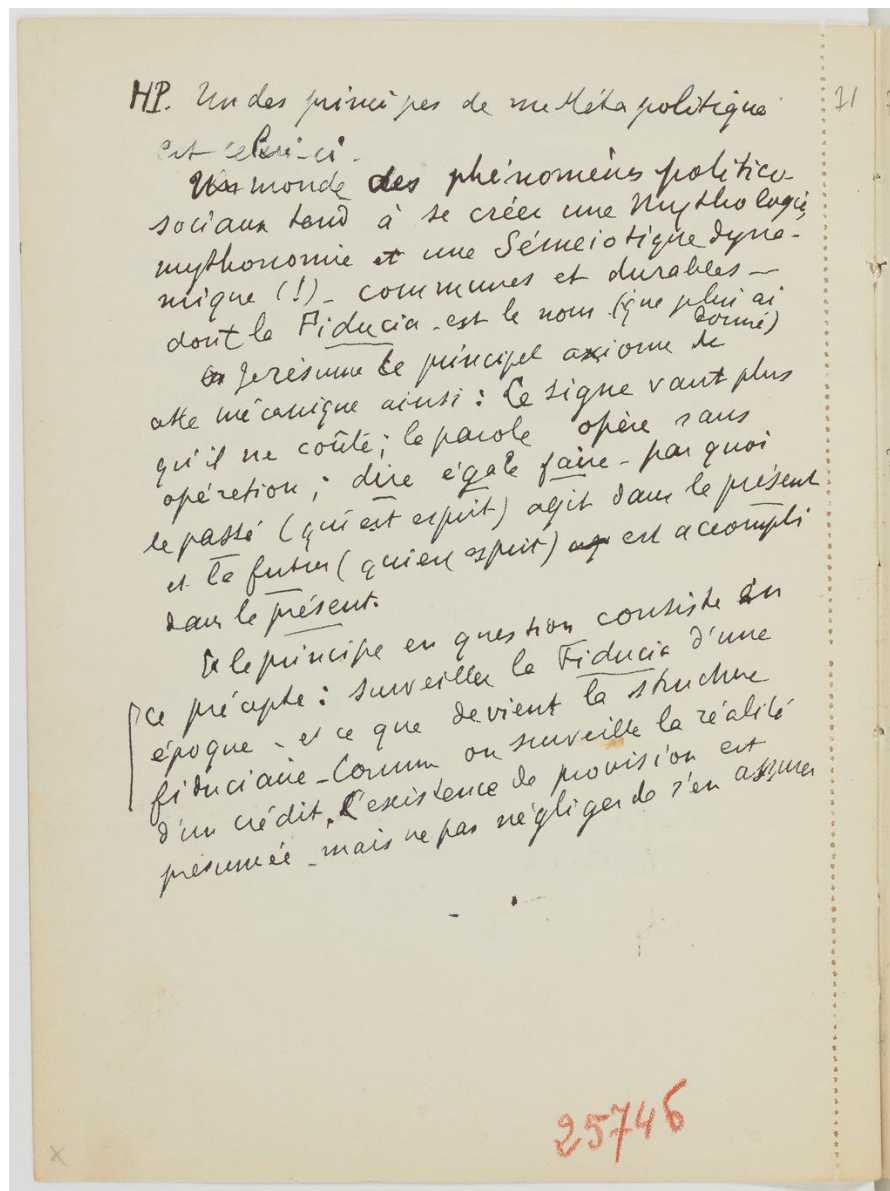 HP. Un des principes de ma Métapolitique
est celui-ci.
Un monde des phénomènes politico-
sociaux tend à se créer une Mythologie,
mythonomie et une Séméiotique dyna-
mique (!) - communes et durables -
dont la Fiducia - est le nom (que je lui ai
donné)
Je résume le principal axiome de
cette mécanique ainsi : Le signe vaut plus
qu'il ne coûte ; la parole opère sans
opération ; dire égale faire - par quoi
le passé (qui est esprit) agit dans le présent
et le futur (qui est esprit) est accompli
dans le présent.
le principe en question consiste en
ce précepte : surveiller la Fiducia d'une
époque - et ce que devient la structure
fiduciaire - Comme on surveille la réalité
d'un crédit. L'existence de provision est
présumée - mais ne pas négliger de s'en assurer
71
25746
x